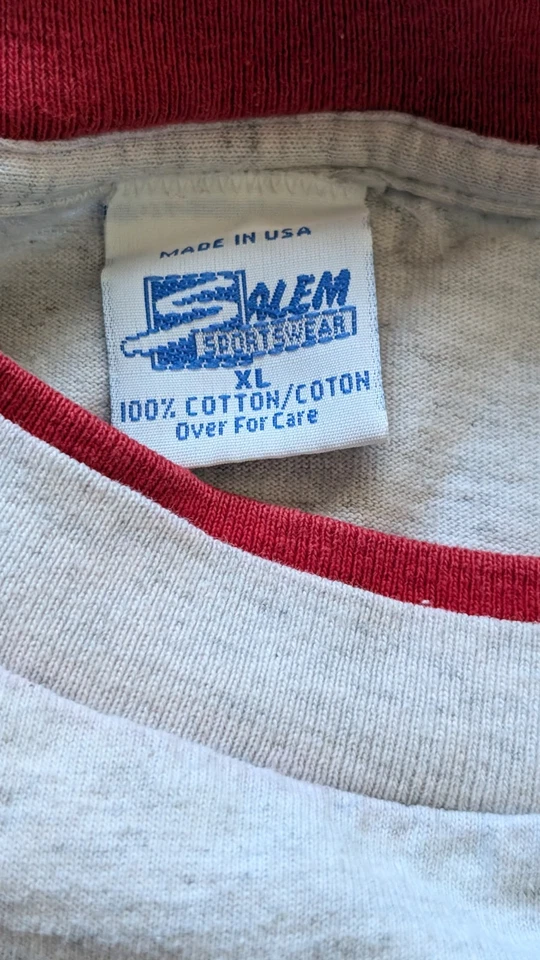 MADE IN USA
SALEM
SPORTSWEAR
XL
100% COTTON/COTON
Over For Care